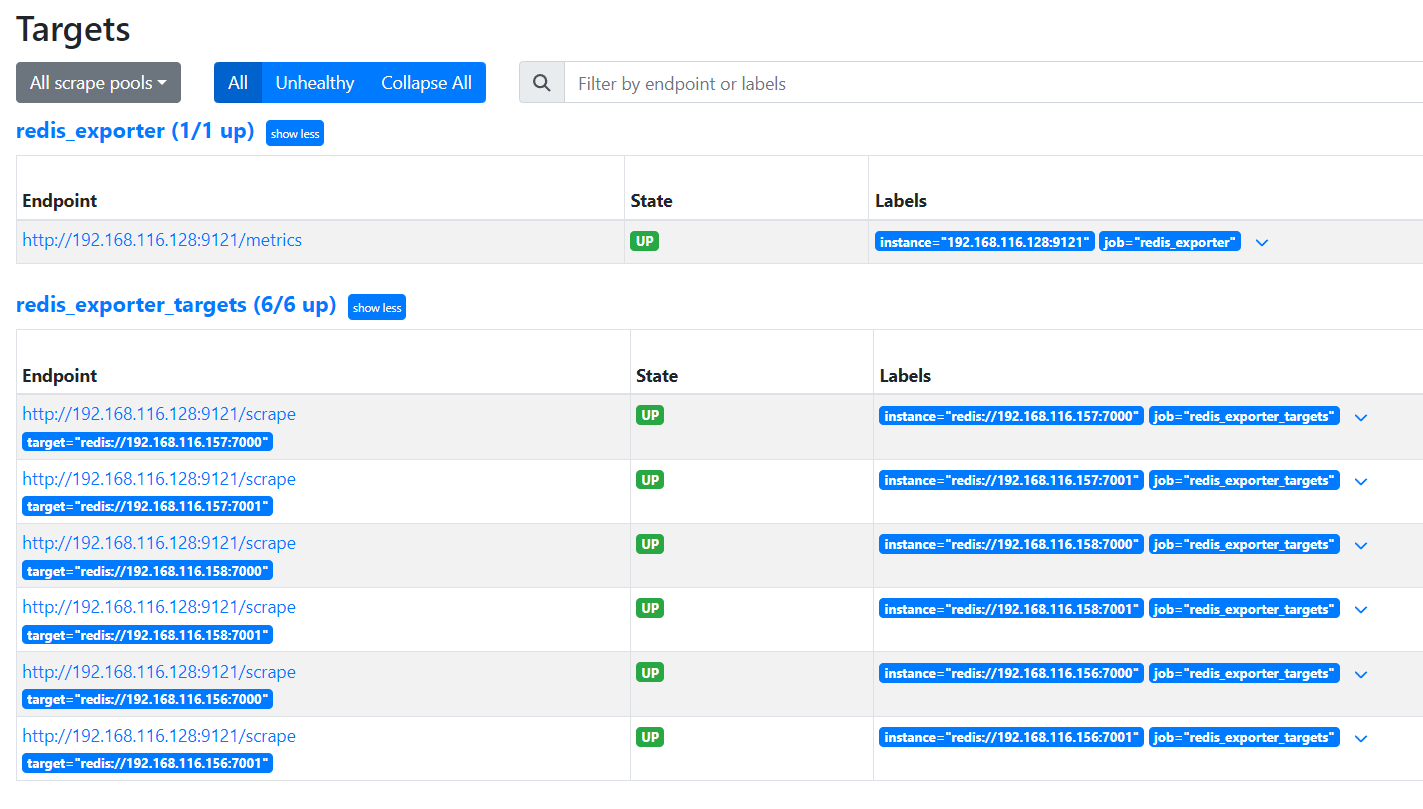 Targets
All scrape pools All Unhealthy Collapse All Filter by endpoint or labels
redis_exporter (1/1 up) show less
Endpoint State Labels
http://192.168.116.128:9121/metrics UP instance="192.168.116.128:9121" job="redis_exporter"
redis_exporter_targets (6/6 up) show less
Endpoint State Labels
http://192.168.116.128:9121/scrape UP instance="redis://192.168.116.157:7000" job="redis_exporter_targets"
target="redis://192.168.116.157:7000"
http://192.168.116.128:9121/scrape UP instance="redis://192.168.116.157:7001" job="redis_exporter_targets"
target="redis://192.168.116.157:7001"
http://192.168.116.128:9121/scrape UP instance="redis://192.168.116.158:7000" job="redis_exporter_targets"
target="redis://192.168.116.158:7000"
http://192.168.116.128:9121/scrape UP instance="redis://192.168.116.158:7001" job="redis_exporter_targets"
target="redis://192.168.116.158:7001"
http://192.168.116.128:9121/scrape UP instance="redis://192.168.116.156:7000" job="redis_exporter_targets"
target="redis://192.168.116.156:7000"
http://192.168.116.128:9121/scrape UP instance="redis://192.168.116.156:7001" job="redis_exporter_targets"
target="redis://192.168.116.156:7001"